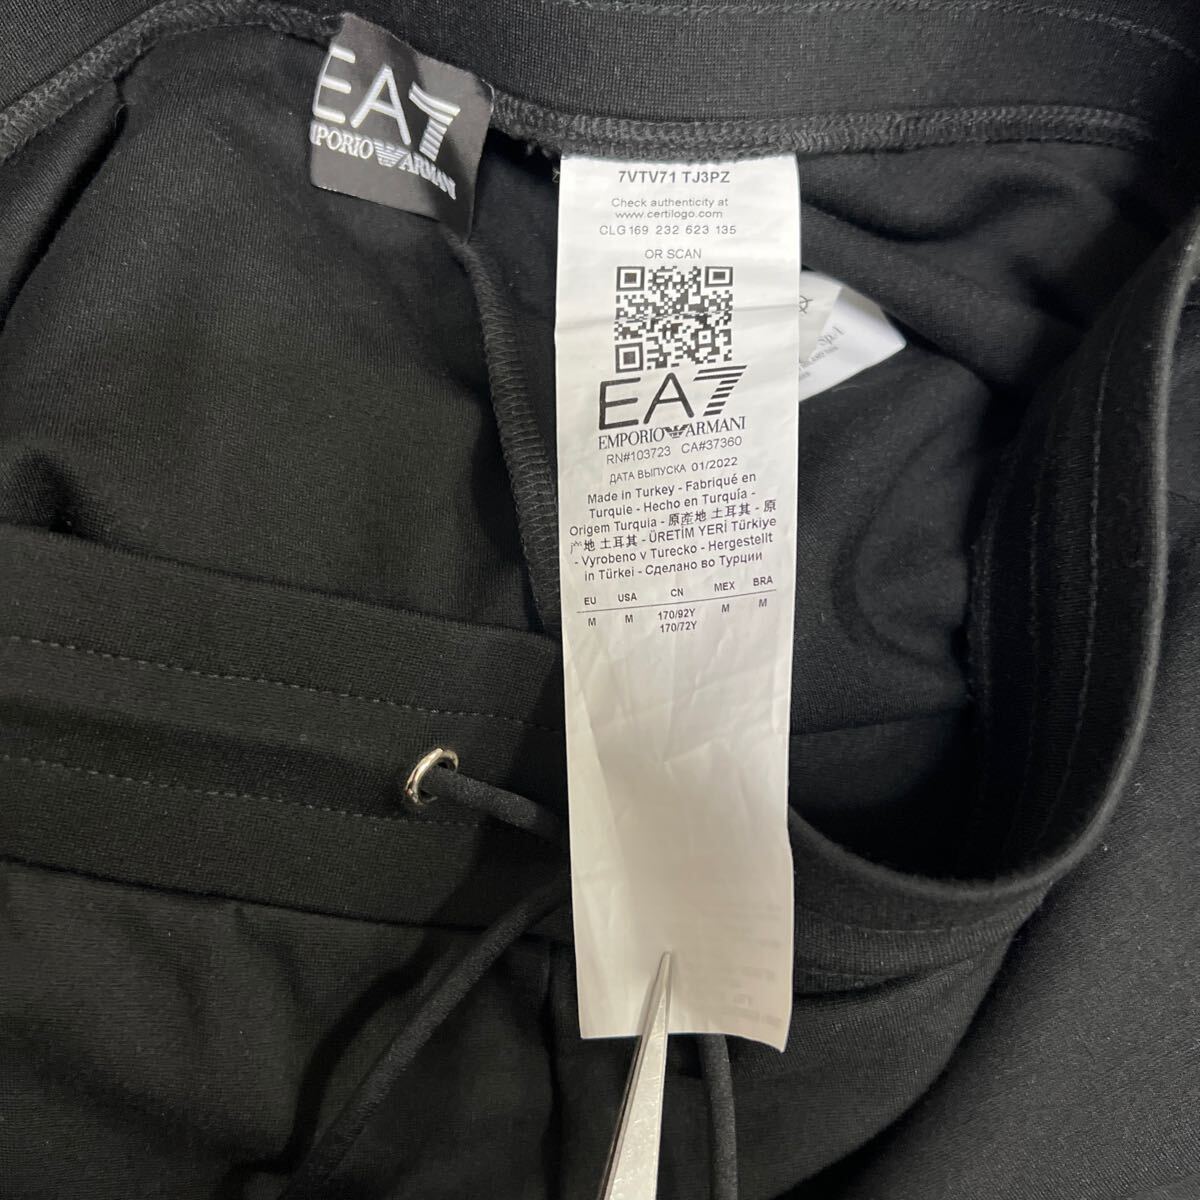 EA7
EMPORIO ARMANI
7VTV71 TJ3PZ
Check authenticity at
www.certilogo.com
CLG 169 232 623 135
OR SCAN
EA7
EMPORIO ARMANI
RN#103723 CA#37360
ДАТА ВЫПУСКА 01/2022
Made in Turkey - Fabriqué en
Turquie - Hecho en Turquía -
Origem Turquia - 原產地 土耳其 - 原
产地 土耳其 - ÜRETİM YERİ Türkiye
- Vyrobeno v Turecko - Hergestellt
in Türkei - Сделано во Турции
EU USA CN MEX BRA
M M 170/92Y M M
170/72Y